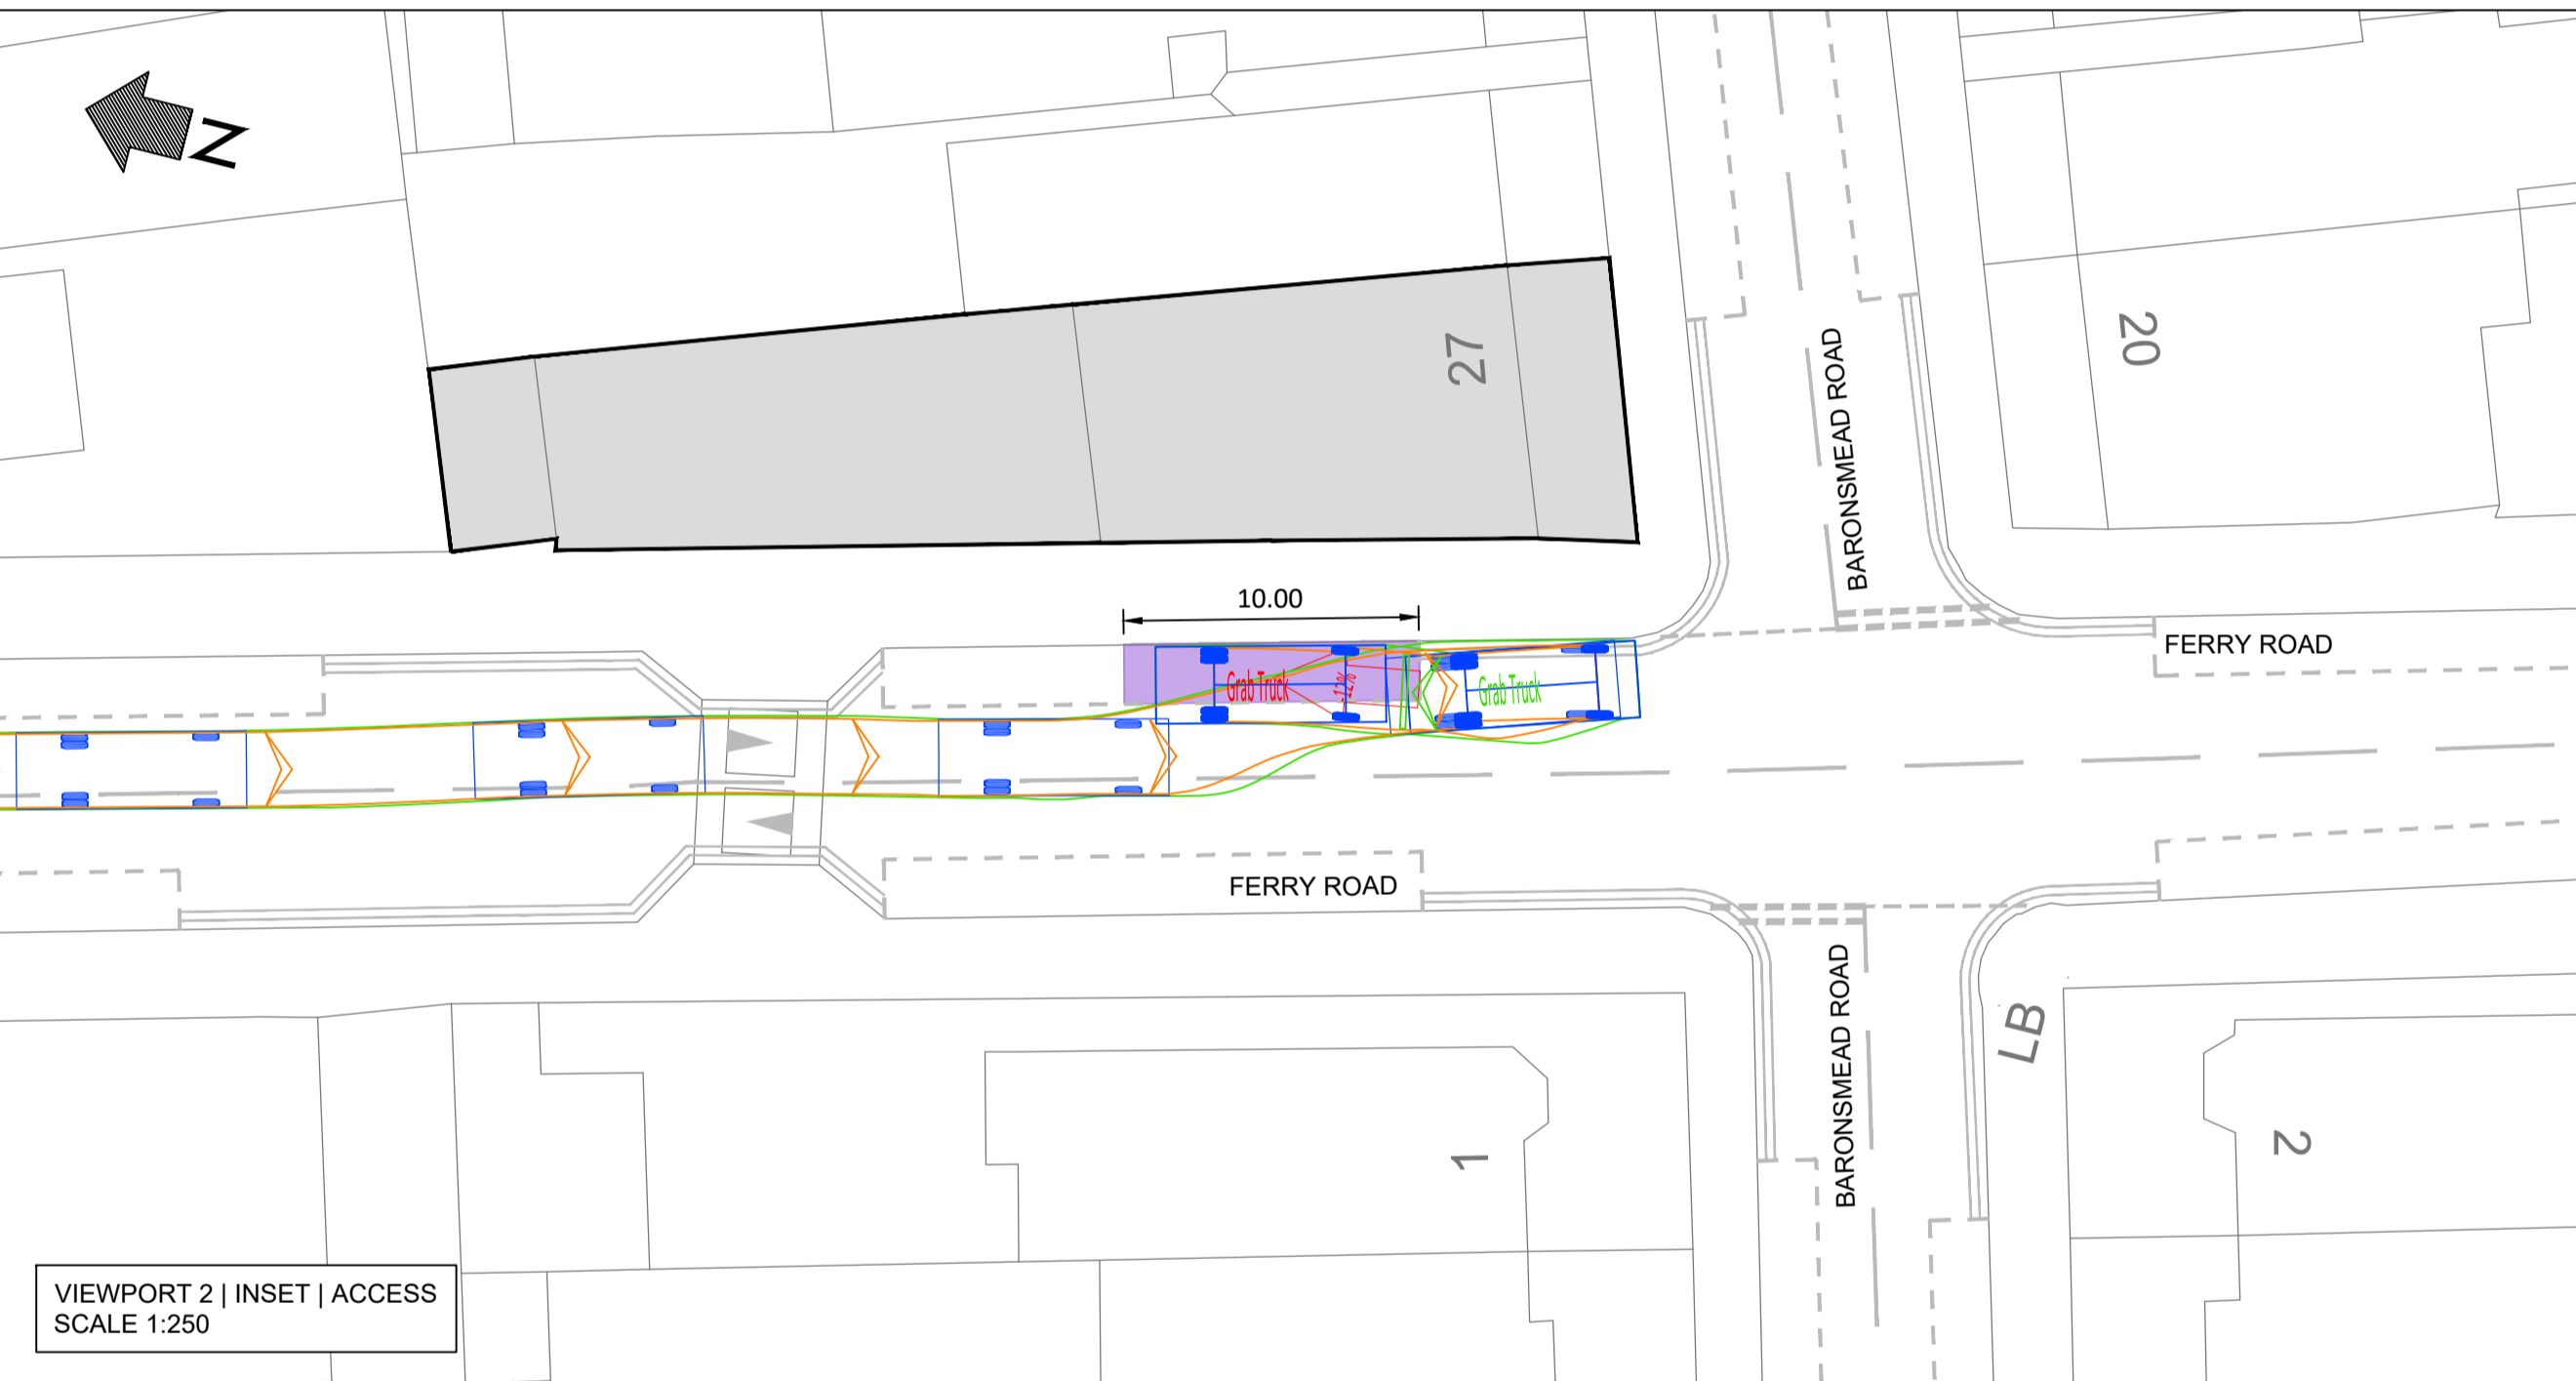 N
27
20
BARONSMEAD ROAD
10.00
FERRY ROAD
Grab Truck
Grab Truck
FERRY ROAD
BARONSMEAD ROAD
LB
1
2
VIEWPORT 2 | INSET | ACCESS
SCALE 1:250